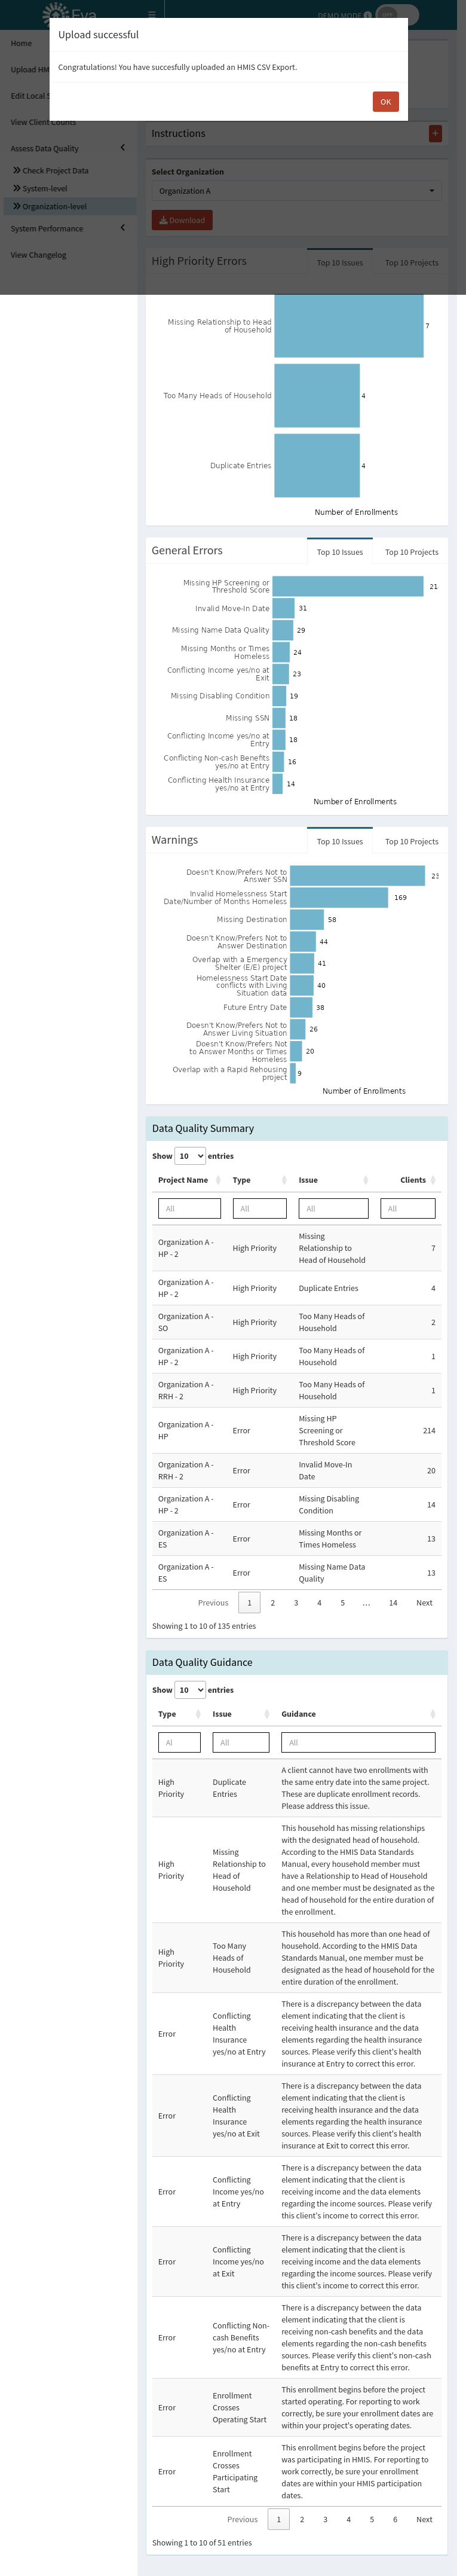 Eva
DEMO MODE
Upload successful
Congratulations! You have succesfully uploaded an HMIS CSV Export.
OK
Home
Upload HM
Edit Local S
View Client Counts
Assess Data Quality
Check Project Data
System-level
Organization-level
System Performance
View Changelog
Instructions
+
Select Organization
Organization A
Download
High Priority Errors
Top 10 Issues
Top 10 Projects
Missing Relationship to Head
of Household
7
Too Many Heads of Household
4
Duplicate Entries
4
Number of Enrollments
General Errors
Top 10 Issues
Top 10 Projects
Missing HP Screening or
Threshold Score
21
Invalid Move-In Date
31
Missing Name Data Quality
29
Missing Months or Times
Homeless
24
Conflicting Income yes/no at
Exit
23
Missing Disabling Condition
19
Missing SSN
18
Conflicting Income yes/no at
Entry
18
Conflicting Non-cash Benefits
yes/no at Entry
16
Conflicting Health Insurance
yes/no at Entry
14
Number of Enrollments
Warnings
Top 10 Issues
Top 10 Projects
Doesn't Know/Prefers Not to
Answer SSN
Invalid Homelessness Start
Date/Number of Months Homeless
169
Missing Destination
58
Doesn't Know/Prefers Not to
Answer Destination
44
Overlap with a Emergency
Shelter (E/E) project
41
Homelessness Start Date
conflicts with Living
Situation data
40
Future Entry Date
38
Doesn't Know/Prefers Not to
Answer Living Situation
26
Doesn't Know/Prefers Not
to Answer Months or Times
Homeless
20
Overlap with a Rapid Rehousing
project
9
Number of Enrollments
Data Quality Summary
Show 10 entries
Project Name Type Issue Clients
All All All All
Organization A -
HP - 2
High Priority
Missing
Relationship to
Head of Household
7
Organization A -
HP - 2
High Priority
Duplicate Entries
4
Organization A -
SO
High Priority
Too Many Heads of
Household
2
Organization A -
HP - 2
High Priority
Too Many Heads of
Household
1
Organization A -
RRH - 2
High Priority
Too Many Heads of
Household
1
Organization A -
HP
Error
Missing HP
Screening or
Threshold Score
214
Organization A -
RRH - 2
Error
Invalid Move-In
Date
20
Organization A -
HP - 2
Error
Missing Disabling
Condition
14
Organization A -
ES
Error
Missing Months or
Times Homeless
13
Organization A -
ES
Error
Missing Name Data
Quality
13
Previous 1 2 3 4 5 … 14 Next
Showing 1 to 10 of 135 entries
Data Quality Guidance
Show 10 entries
Type Issue Guidance
Al All All
High
Priority
Duplicate
Entries
A client cannot have two enrollments with
the same entry date into the same project.
These are duplicate enrollment records.
Please address this issue.
High
Priority
Missing
Relationship to
Head of
Household
This household has missing relationships
with the designated head of household.
According to the HMIS Data Standards
Manual, every household member must
have a Relationship to Head of Household
and one member must be designated as the
head of household for the entire duration of
the enrollment.
High
Priority
Too Many
Heads of
Household
This household has more than one head of
household. According to the HMIS Data
Standards Manual, one member must be
designated as the head of household for the
entire duration of the enrollment.
Error
Conflicting
Health
Insurance
yes/no at Entry
There is a discrepancy between the data
element indicating that the client is
receiving health insurance and the data
elements regarding the health insurance
sources. Please verify this client's health
insurance at Entry to correct this error.
Error
Conflicting
Health
Insurance
yes/no at Exit
There is a discrepancy between the data
element indicating that the client is
receiving health insurance and the data
elements regarding the health insurance
sources. Please verify this client's health
insurance at Exit to correct this error.
Error
Conflicting
Income yes/no
at Entry
There is a discrepancy between the data
element indicating that the client is
receiving income and the data elements
regarding the income sources. Please verify
this client's income to correct this error.
Error
Conflicting
Income yes/no
at Exit
There is a discrepancy between the data
element indicating that the client is
receiving income and the data elements
regarding the income sources. Please verify
this client's income to correct this error.
Error
Conflicting Non-
cash Benefits
yes/no at Entry
There is a discrepancy between the data
element indicating that the client is
receiving non-cash benefits and the data
elements regarding the non-cash benefits
sources. Please verify this client's non-cash
benefits at Entry to correct this error.
Error
Enrollment
Crosses
Operating Start
This enrollment begins before the project
started operating. For reporting to work
correctly, be sure your enrollment dates are
within your project's operating dates.
Error
Enrollment
Crosses
Participating
Start
This enrollment begins before the project
was participating in HMIS. For reporting to
work correctly, be sure your enrollment
dates are within your HMIS participation
dates.
Previous 1 2 3 4 5 6 Next
Showing 1 to 10 of 51 entries